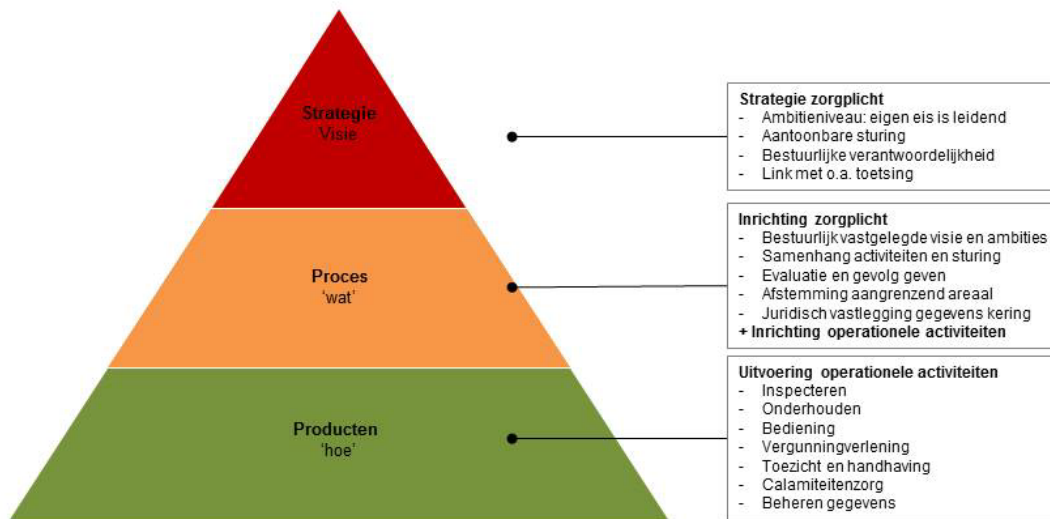 Strategie
'Visie
Proces
'wat'
Producten
'hoe'
Strategie zorgplicht
- Ambitieniveau: eigen eis is leidend
- Aantoonbare sturing
- Bestuurlijke verantwoordelijkheid
- Link met o.a. toetsing
Inrichting zorgplicht
- Bestuurlijk vastgelegde visie en ambities
- Samenhang activiteiten en sturing
- Evaluatie en gevolg geven
- Afstemming aangrenzend areaal
- Juridisch vastlegging gegevens kering
+ Inrichting operationele activiteiten
Uitvoering operationele activiteiten
- Inspecteren
- Onderhouden
- Bediening
- Vergunningverlening
- Toezicht en handhaving
- Calamiteitenzorg
- Beheren gegevens